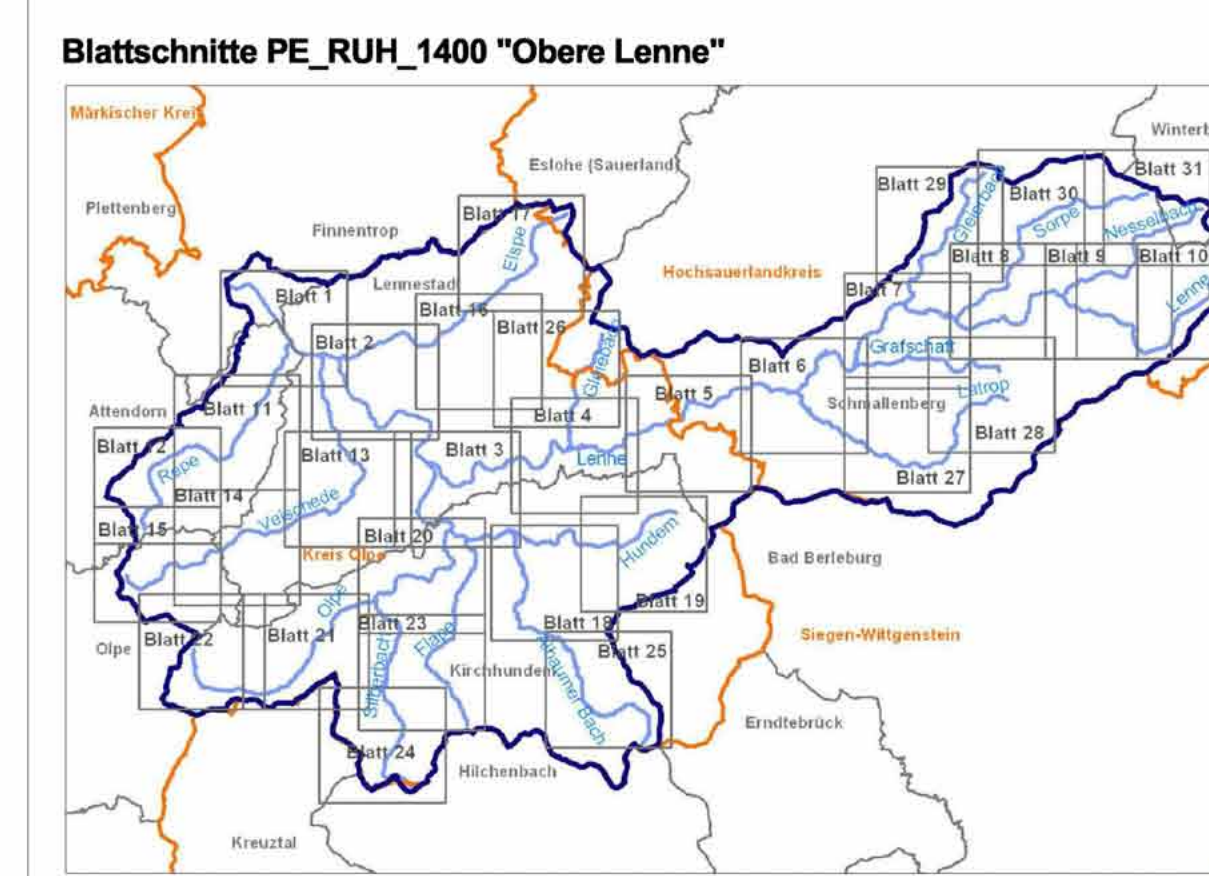 Blattschnitte PE_RUH_1400 "Obere Lenne"
Märkischer Kreis
Winterb
Eslohe (Sauerland)
Blatt 31
Blatt 29
Blatt 30
Gleierbach
Plettenberg
Blatt 17
Sorpe
Nesselbach
Finnentrop
Elspe
Blatt 8
Blatt 9
Blatt 10
Hochsauerlandkreis
Lennestad
Blatt 1
Blatt 7
Lenne
Blatt 16
Blatt 26
Blatt 2
Grafschaft
Gleiebach
Blatt 6
Latrop
Blatt 5
Schmallenberg
Attendorn
Blatt 11
Blatt 4
Blatt 28
Blatt 12
Blatt 13
Blatt 3
Lenne
Repe
Blatt 27
Blatt 14
Velschede
Blatt 15
Blatt 20
Hundem
Kreis Olpe
Bad Berleburg
Olpe
Blatt 19
Blatt 23
Blatt 18
Blatt 22
Blatt 21
Flape
Siegen-Wittgenstein
Olpe
Blatt 25
Kirchhundem
Silberbach
Albaumer Bach
Erndtebrück
Blatt 24
Hilchenbach
Kreuztal